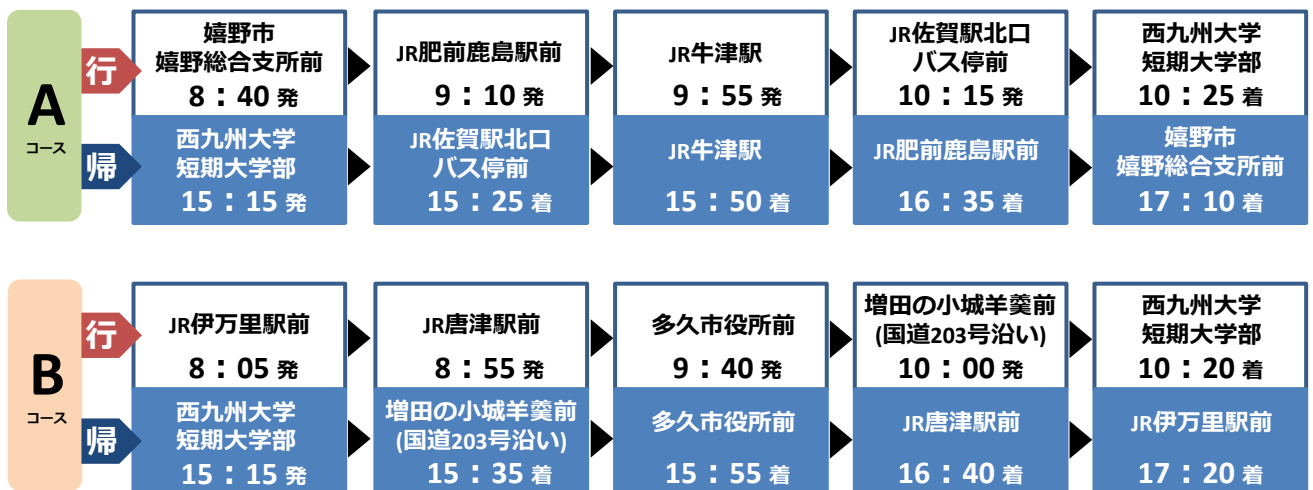 A
コース
行
嬉野市
嬉野総合支所前
8：40 発
JR肥前鹿島駅前
9：10 発
JR牛津駅
9：55 発
JR佐賀駅北口
バス停前
10：15 発
西九州大学
短期大学部
10：25 着
帰
西九州大学
短期大学部
15：15 発
JR佐賀駅北口
バス停前
15：25 着
JR牛津駅
15：50 着
JR肥前鹿島駅前
16：35 着
嬉野市
嬉野総合支所前
17：10 着
B
コース
行
JR伊万里駅前
8：05 発
JR唐津駅前
8：55 発
多久市役所前
9：40 発
増田の小城羊羹前
(国道203号沿い)
10：00 発
西九州大学
短期大学部
10：20 着
帰
西九州大学
短期大学部
15：15 発
増田の小城羊羹前
(国道203号沿い)
15：35 着
多久市役所前
15：55 着
JR唐津駅前
16：40 着
JR伊万里駅前
17：20 着